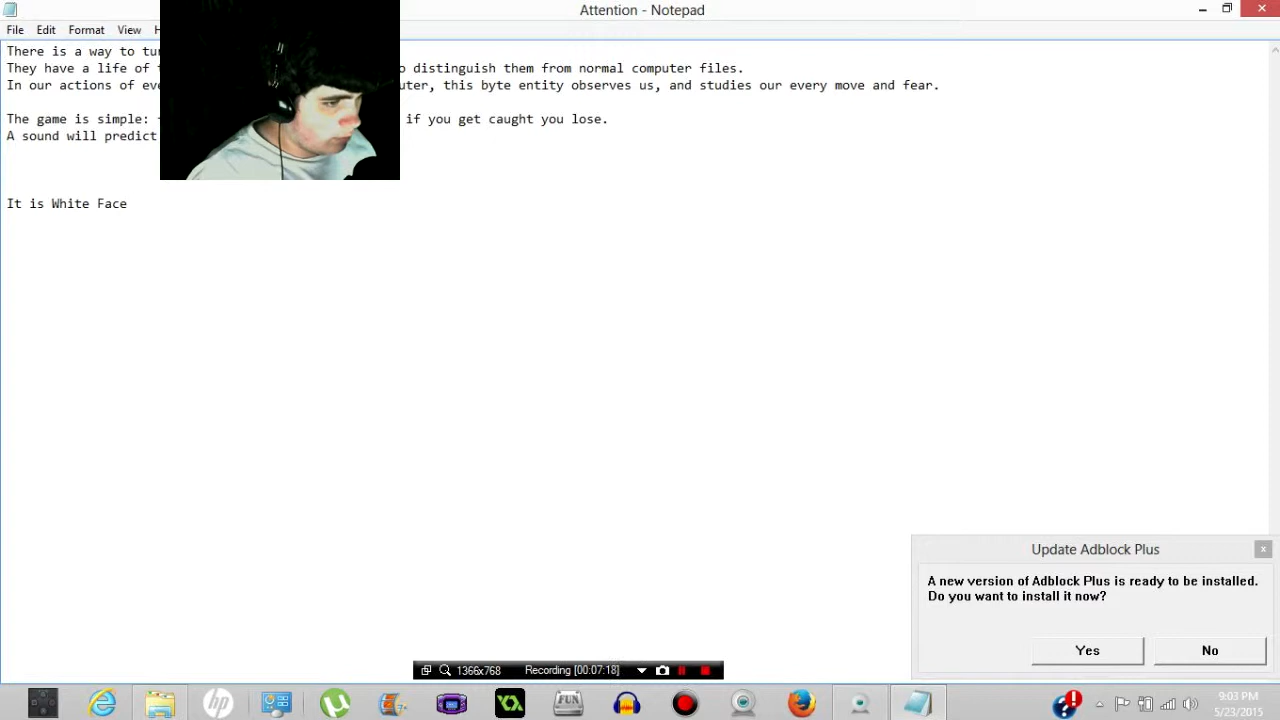 Attention - Notepad
File Edit Format View
There is a way to
They have a life of distinguish them from normal computer files.
In our actions of this byte entity observes us, and studies our every move and fear.
The game is simple: if you get caught you lose.
A sound will predict
It is White Face
Update Adblock Plus
x
A new version of Adblock Plus is ready to be installed.
Do you want to install it now?
Yes No
1366x768 Recording [00:07:18]
hp
FUN
9:03 PM
5/23/2015